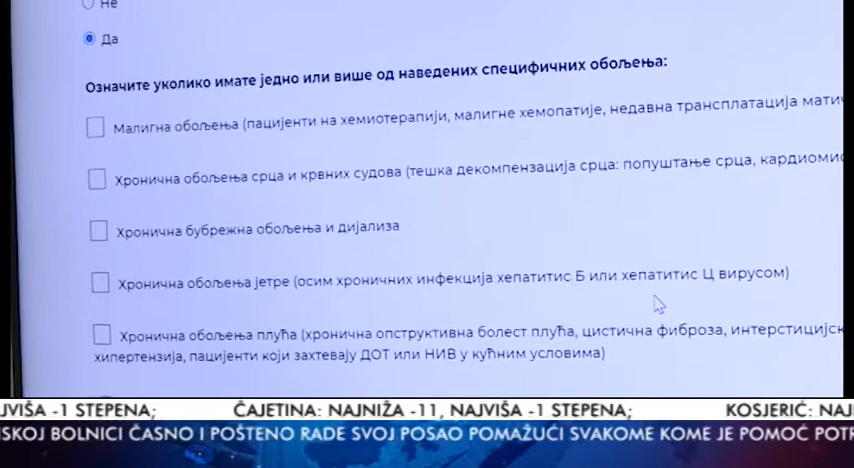 Не
Да
Означите уколико имате једно или више од наведених специфичних обољења:
Малигна обољења (пацијенти на хемиотерапији, малигне хемопатије, недавна трансплатација
Хронична обољења срца и крвних судова (тешка декомпензација срца: попуштање срца,
Хронична бубрежна обољења и дијализа
Хронична обољења јетре (осим хроничних инфекција хепатитис Б или хепатитис Ц вирусом)
Хронична обољења плућа (хронична опструктивна болест плућа, цистична фиброза,
хипертензија, пацијенти који захтевају ДОТ или НИВ у кућним условима)
-1 STEPENA; ČAJETINA: NAJNIŽA -11, NAJVIŠA -1 STEPENA; KOSJERIĆ:
BOLNICI ČASNO I POŠTENO RADE SVOJ POSAO POMAŽUĆI SVAKOME KOME JE POMOĆ